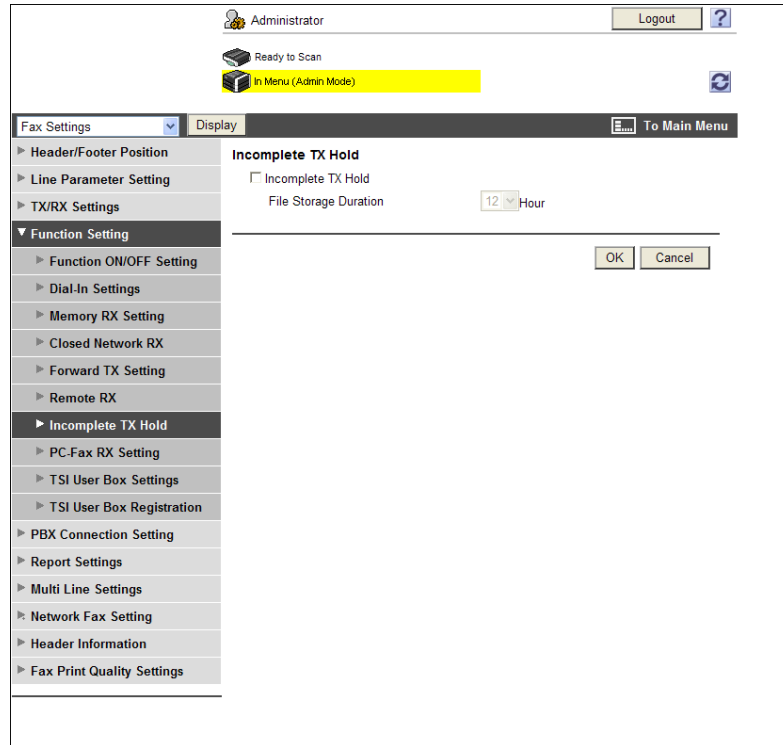 Administrator
Logout
?
Ready to Scan
In Menu (Admin Mode)
Fax Settings
Display
To Main Menu
Header/Footer Position
Line Parameter Setting
TX/RX Settings
Function Setting
Function ON/OFF Setting
Dial-In Settings
Memory RX Setting
Closed Network RX
Forward TX Setting
Remote RX
Incomplete TX Hold
PC-Fax RX Setting
TSI User Box Settings
TSI User Box Registration
PBX Connection Setting
Report Settings
Multi Line Settings
Network Fax Setting
Header Information
Fax Print Quality Settings
Incomplete TX Hold
Incomplete TX Hold
File Storage Duration 12 Hour
OK Cancel